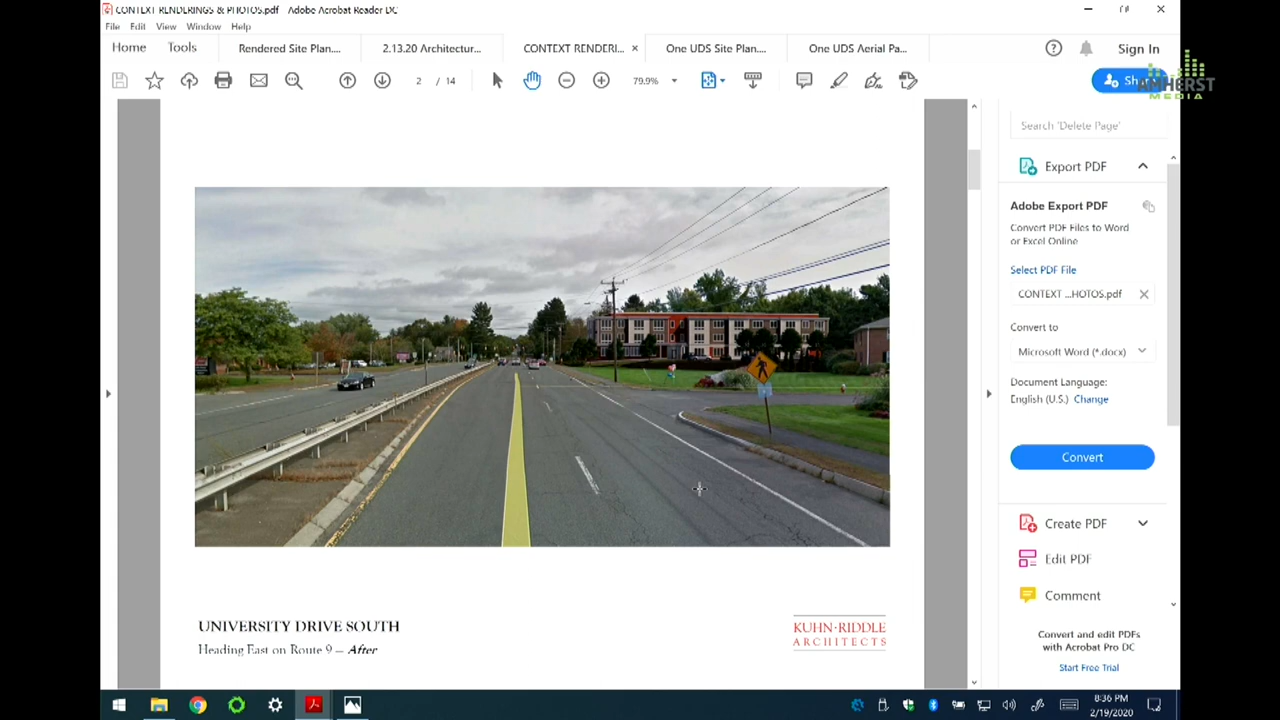 CONTEXT RENDERINGS & PHOTOS.pdf - Adobe Acrobat Reader DC
File Edit View Window Help
Home Tools Rendered Site Plan.... 2.13.20 Architectur... CONTEXT RENDERI... × One UDS Site Plan.... One UDS Aerial Pa... Sign In
2 / 14 79.9%
AMHERST
MEDIA
Search 'Delete Page'
Export PDF
Adobe Export PDF
Convert PDF Files to Word
or Excel Online
Select PDF File
CONTEXT ...HOTOS.pdf
Convert to
Microsoft Word (*.docx)
Document Language:
English (U.S.) Change
Convert
Create PDF
Edit PDF
Comment
Convert and edit PDFs
with Acrobat Pro DC
Start Free Trial
UNIVERSITY DRIVE SOUTH
Heading East on Route 9 – After
KUHN·RIDDLE
ARCHITECTS
8:36 PM
2/19/2020